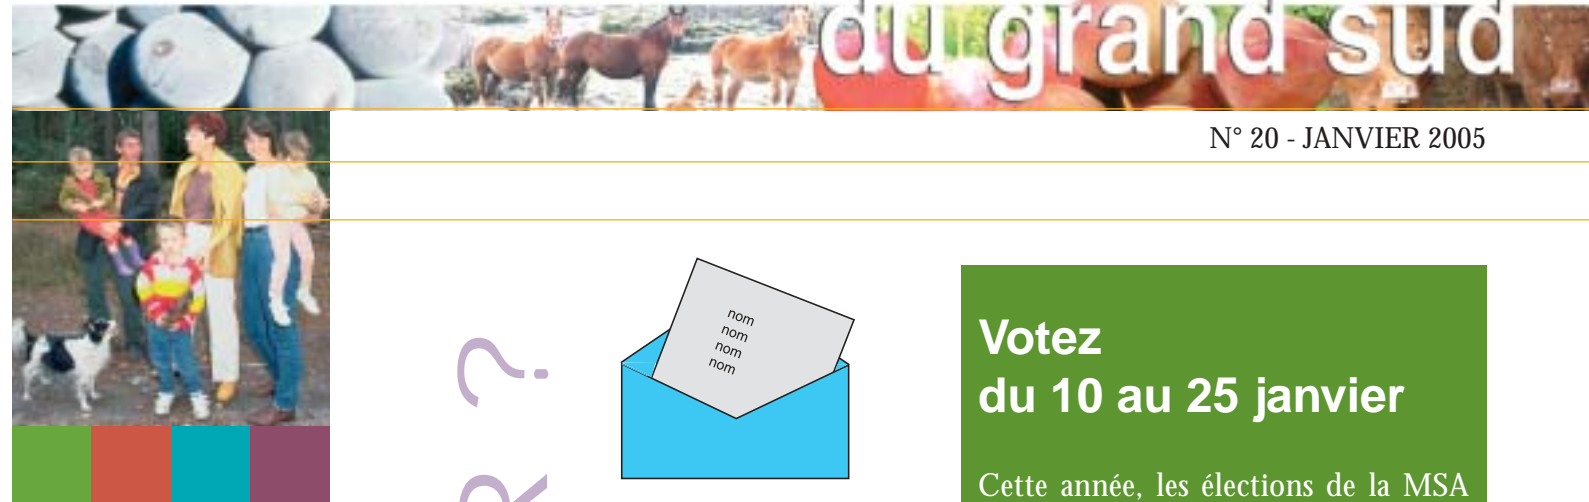 du grand sud
N° 20 - JANVIER 2005
nom
nom
nom
nom
R ?
Votez
du 10 au 25 janvier
Cette année, les élections de la MSA